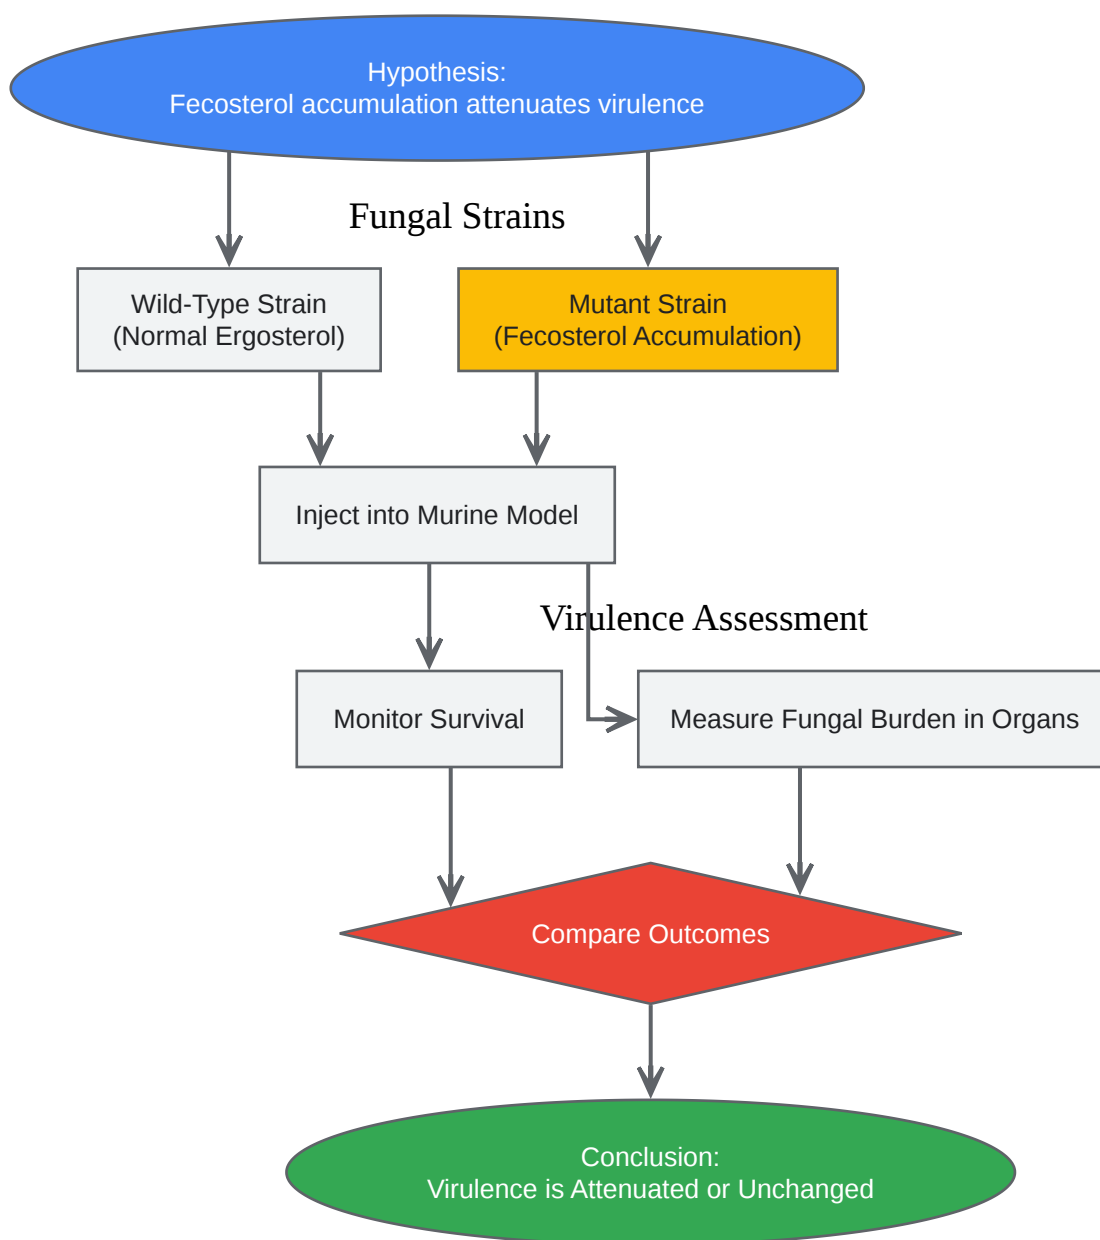 Hypothesis:
Fecosterol accumulation attenuates virulence
Fungal Strains
Wild-Type Strain
(Normal Ergosterol)
Mutant Strain
(Fecosterol Accumulation)
Inject into Murine Model
Virulence Assessment
Monitor Survival
Measure Fungal Burden in Organs
Compare Outcomes
Conclusion:
Virulence is Attenuated or Unchanged